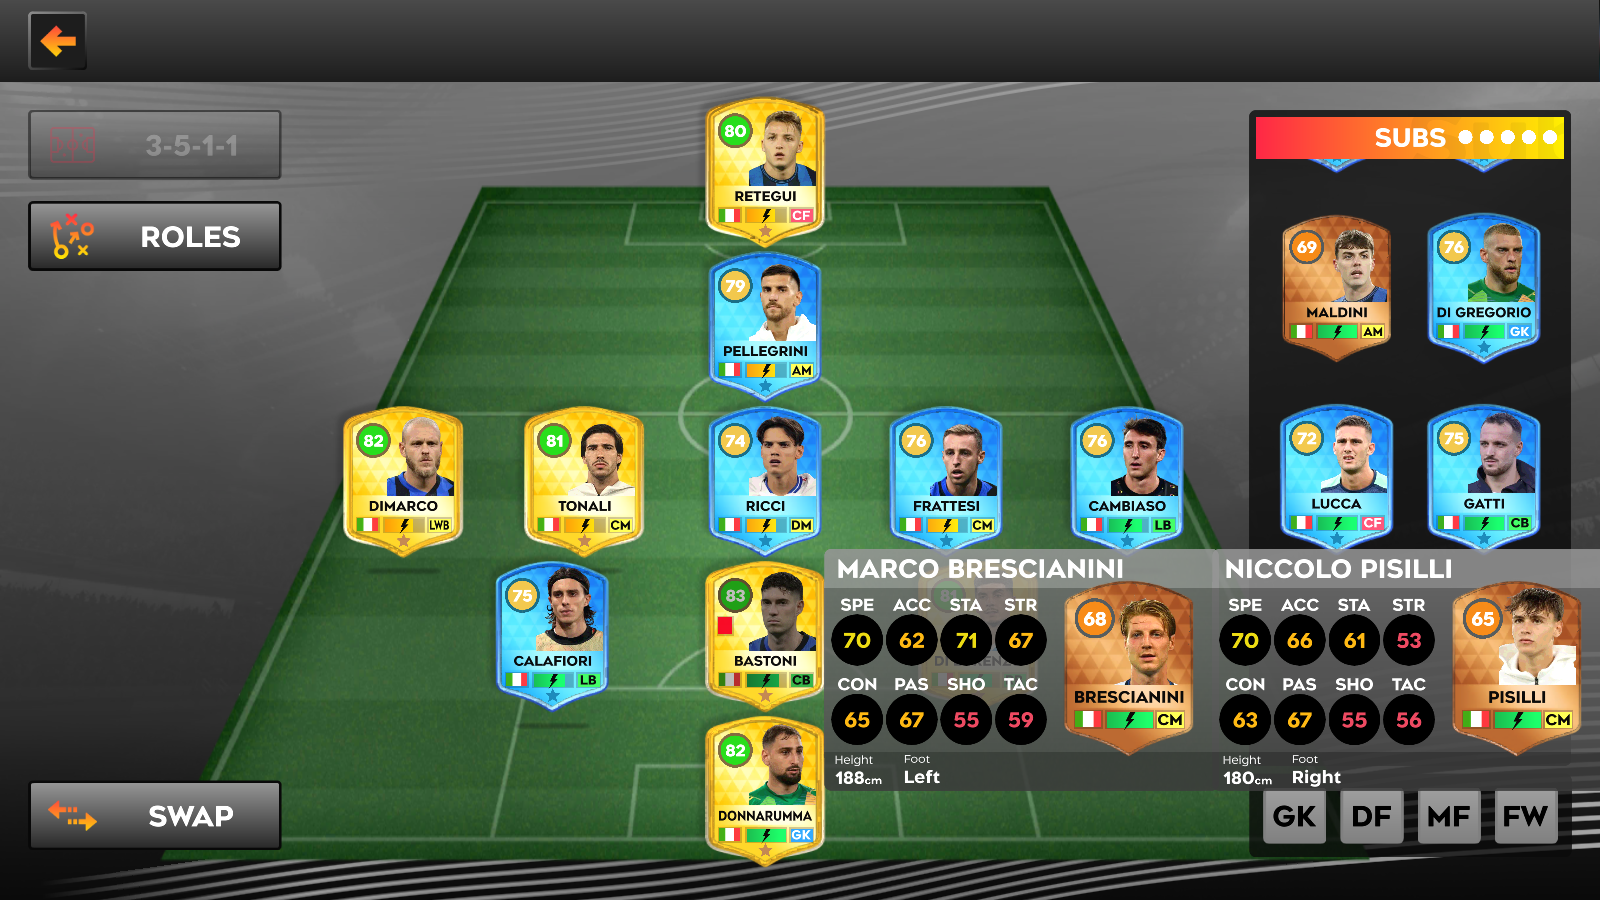 3-5-1-1
ROLES
SWAP
80
RETEGUI
CF
79
PELLEGRINI
AM
82
DIMARCO
LWB
81
TONALI
CM
74
RICCI
DM
76
FRATTESI
CM
76
CAMBIASO
LB
75
CALAFIORI
LB
83
BASTONI
CB
81
DI LORENZO
82
DONNARUMMA
GK
SUBS
69
MALDINI
AM
76
DI GREGORIO
GK
72
LUCCA
CF
75
GATTI
CB
MARCO BRESCIANINI
SPE ACC STA STR
70 62 71 67
CON PAS SHO TAC
65 67 55 59
Height Foot
188cm Left
68
BRESCIANINI
CM
NICCOLO PISILLI
SPE ACC STA STR
70 66 61 53
CON PAS SHO TAC
63 67 55 56
Height Foot
180cm Right
65
PISILLI
CM
GK DF MF FW